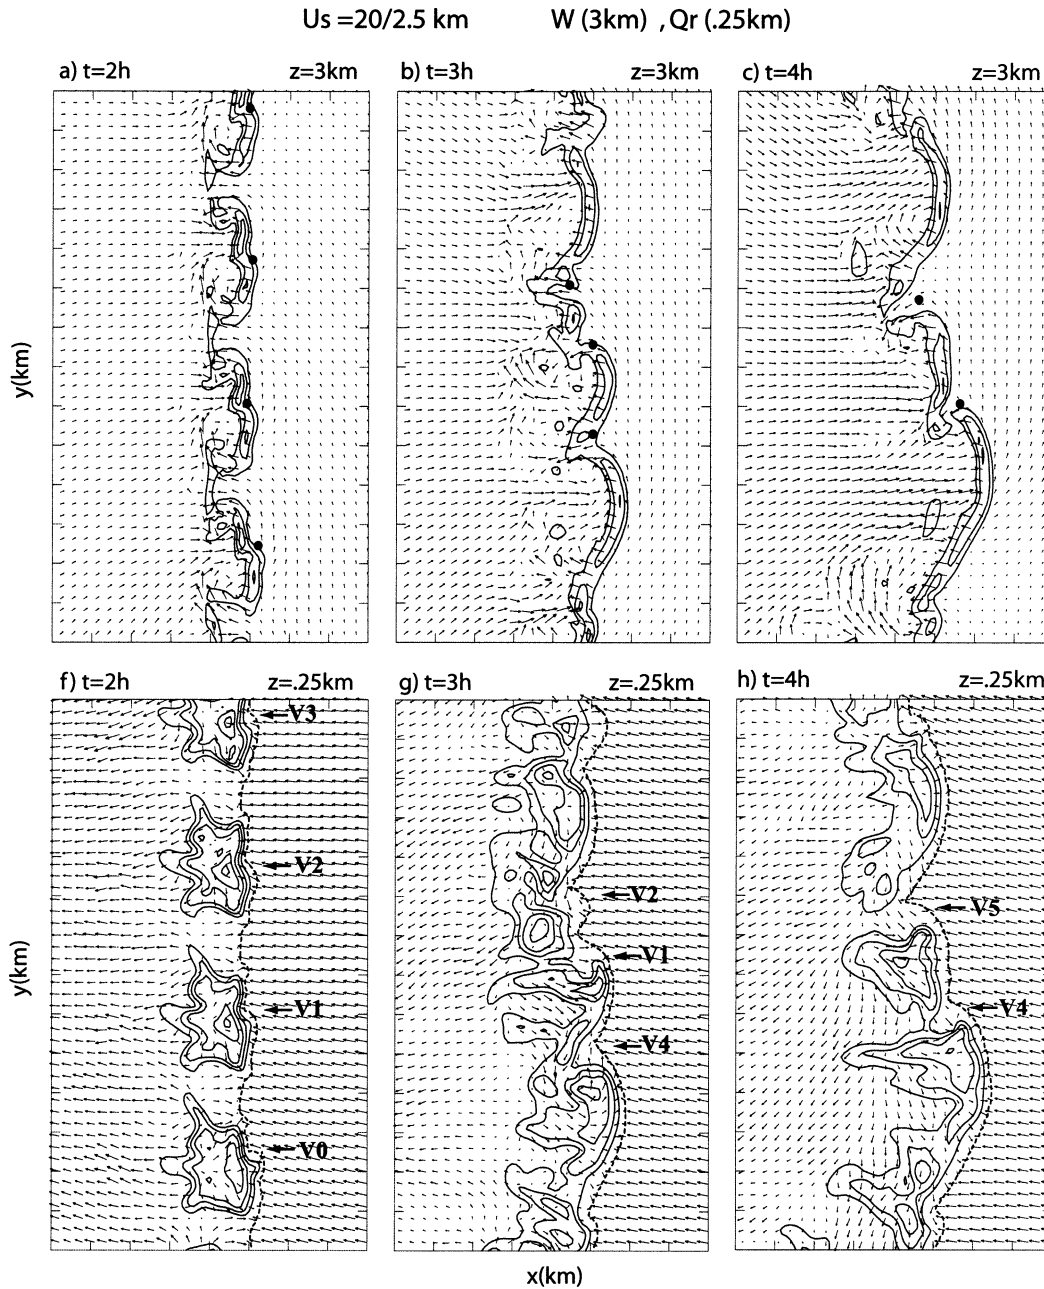 Us =20/2.5 km W (3km) , Qr (.25km)
a) t=2h z=3km b) t=3h z=3km c) t=4h z=3km
y(km)
f) t=2h z=.25km g) t=3h z=.25km h) t=4h z=.25km
V3
V2
V2
V5
V1
V1
V4
V4
V0
y(km)
x(km)